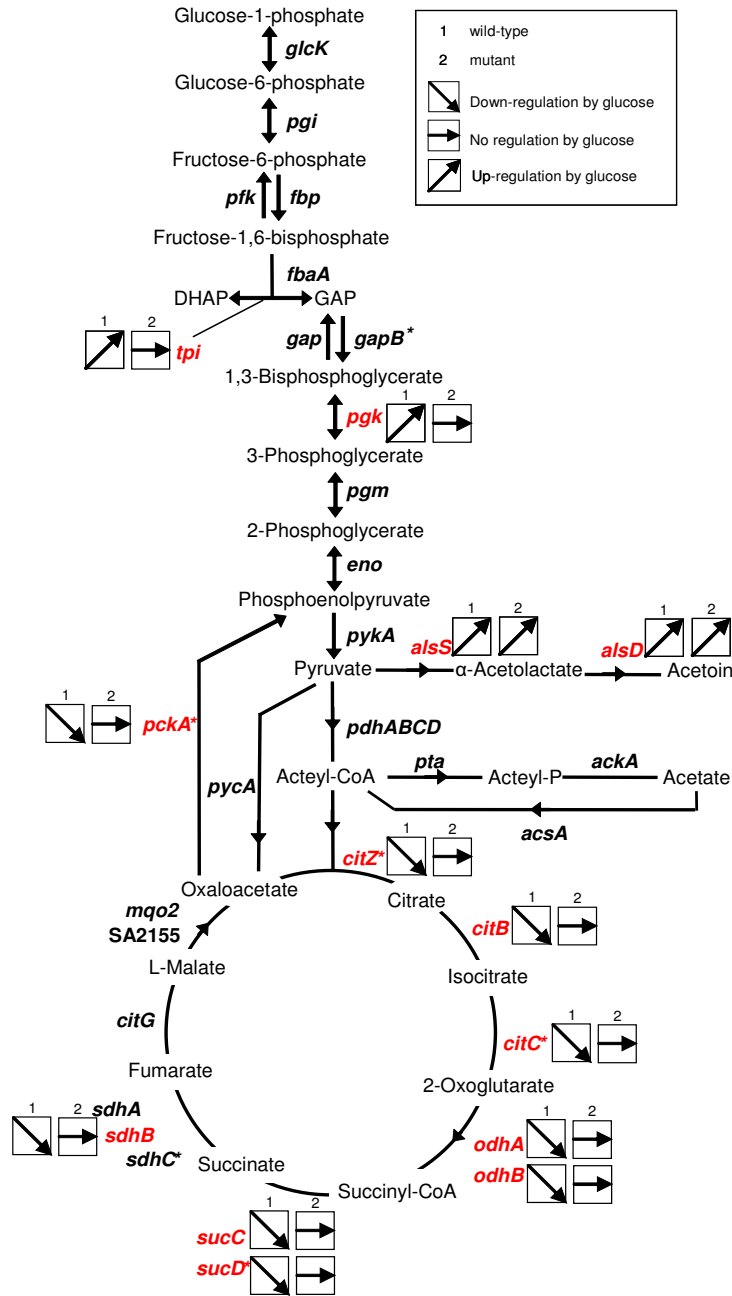 Glucose-1-phosphate
glcK
Glucose-6-phosphate
pgi
Fructose-6-phosphate
pfk fbp
Fructose-1,6-bisphosphate
fbaA
DHAP GAP
1 2
tpi
gap gapB*
1,3-Bisphosphoglycerate
1 2
pgk
3-Phosphoglycerate
pgm
2-Phosphoglycerate
eno
Phosphoenolpyruvate
pykA
1 2
alsS
1 2
alsD
Pyruvate α-Acetolactate Acetoin
1 2
pckA*
pdhABCD
pycA
Acteyl-CoA pta Acteyl-P ackA Acetate
acsA
1 2
citZ*
Oxaloacetate Citrate
mqo2
SA2155
1 2
citB
L-Malate Isocitrate
citG
1 2
citC*
Fumarate 2-Oxoglutarate
1 2
sdhA
sdhB
sdhC*
1 2
odhA
odhB
Succinate Succinyl-CoA
1 2
sucC
sucD*
1 wild-type
2 mutant
Down-regulation by glucose
No regulation by glucose
Up-regulation by glucose